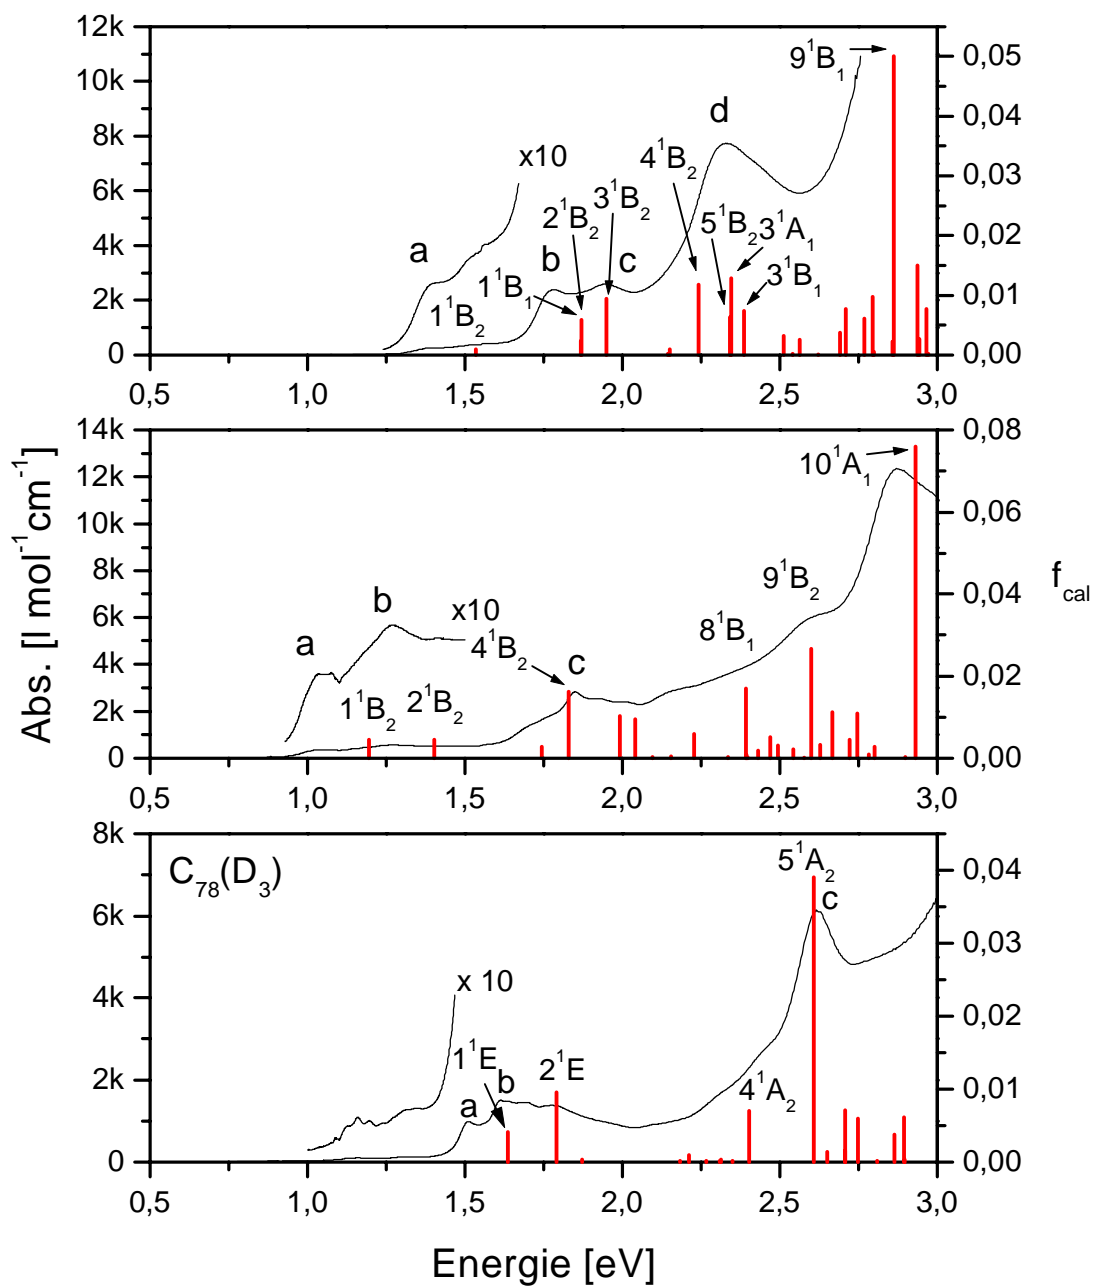 12k
10k
8k
6k
4k
2k
0
0,05
0,04
0,03
0,02
0,01
0,00
9¹B₁
d
x10
4¹B₂
3¹B₂
2¹B₂
5¹B₂ 3¹A₁
a
b
c
1¹B₁
3¹B₁
1¹B₂
0,5 1,0 1,5 2,0 2,5 3,0
14k
12k
10k
8k
6k
4k
2k
0
0,08
0,06
0,04
0,02
0,00
10¹A₁
9¹B₂
b
x10
8¹B₁
a
4¹B₂
c
1¹B₂
2¹B₂
0,5 1,0 1,5 2,0 2,5 3,0
Abs. [l mol⁻¹cm⁻¹]
f_cal
8k
6k
4k
2k
0
0,04
0,03
0,02
0,01
0,00
C₇₈(D₃)
5¹A₂
c
x 10
1¹E
b
2¹E
a
4¹A₂
0,5 1,0 1,5 2,0 2,5 3,0
Energie [eV]